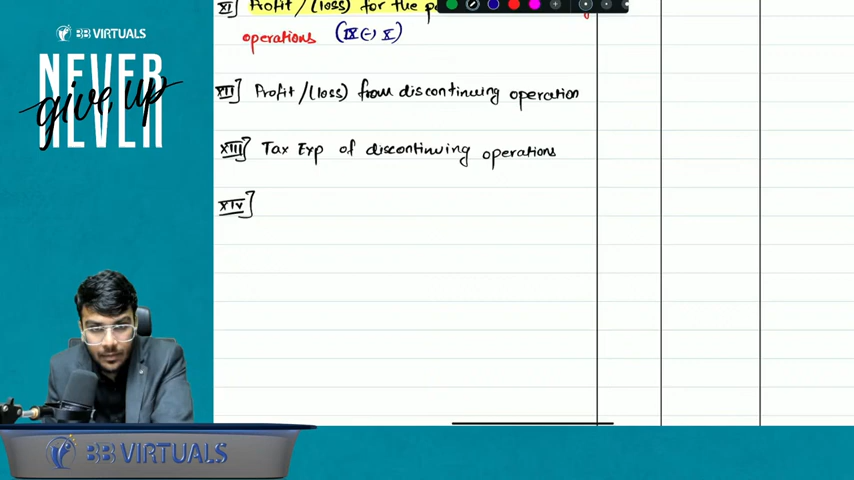 BB VIRTUALS
NEVER
give up
NEVER
XI] Profit/(loss) for the
operations (IX(-) X)
XII] Profit/(loss) from discontinuing operation
XIII] Tax Exp of discontinuing operations
XIV]
BB VIRTUALS